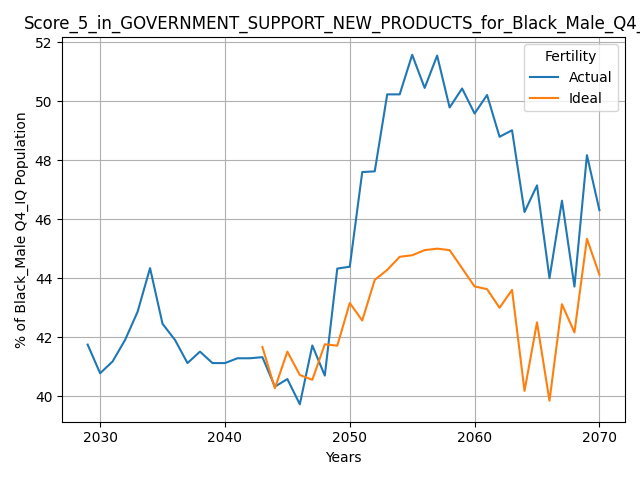 Score_5_in_GOVERNMENT_SUPPORT_NEW_PRODUCTS_for_Black_Male_Q4_
52
50
48
46
44
42
40
% of Black_Male Q4_IQ Population
Fertility
Actual
Ideal
2030 2040 2050 2060 2070
Years